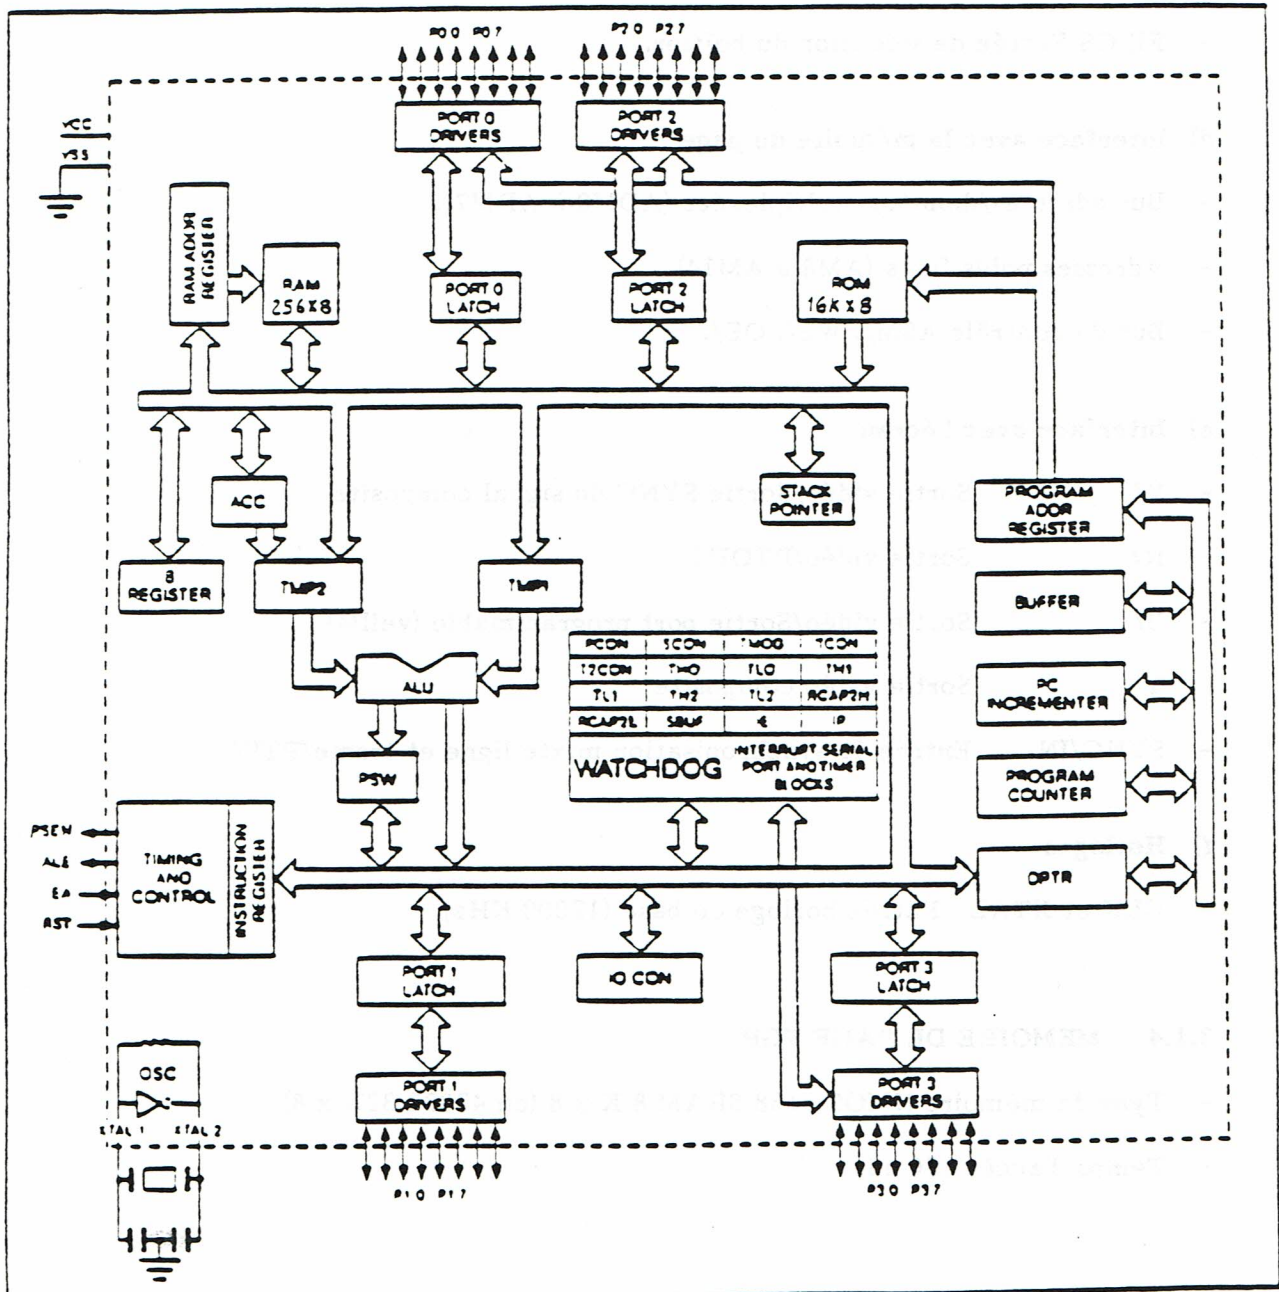 P0.0 P0.7
P2.0 P2.7
VCC
VSS
PORT 0
DRIVERS
PORT 2
DRIVERS
RAM ADDR
REGISTER
RAM
256X8
PORT 0
LATCH
PORT 2
LATCH
ROM
16K X 8
ACC
STACK
POINTER
PROGRAM
ADDR
REGISTER
B
REGISTER
TMP2
TMP1
BUFFER
ALU
PCON SCON TMOD TCON
T2CON TH0 TL0 TH1
TL1 TH2 TL2 RCAP2H
RCAP2L SBUF IE IP
WATCHDOG
INTERRUPT SERIAL
PORT AND TIMER
BLOCKS
PC
INCREMENTER
PSW
PROGRAM
COUNTER
PSEN
ALE
EA
RST
TIMING
AND
CONTROL
INSTRUCTION
REGISTER
DPTR
PORT 1
LATCH
IO CON
PORT 3
LATCH
OSC
XTAL 1 XTAL 2
PORT 1
DRIVERS
PORT 3
DRIVERS
P1.0 P1.7
P3.0 P3.7